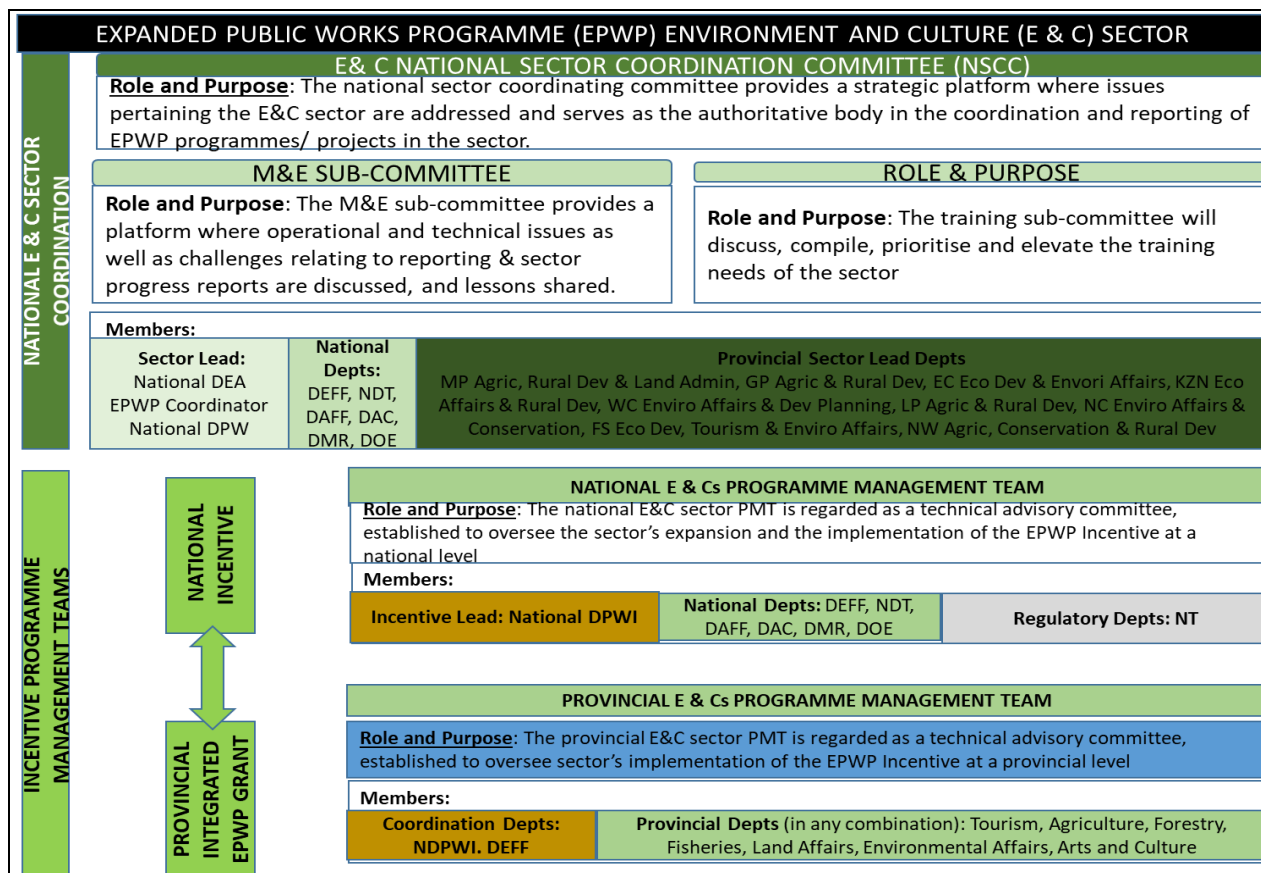 EXPANDED PUBLIC WORKS PROGRAMME (EPWP) ENVIRONMENT AND CULTURE (E & C) SECTOR
NATIONAL E & C SECTOR
COORDINATION
E& C NATIONAL SECTOR COORDINATION COMMITTEE (NSCC)
Role and Purpose: The national sector coordinating committee provides a strategic platform where issues
pertaining the E&C sector are addressed and serves as the authoritative body in the coordination and reporting of
EPWP programmes/ projects in the sector.
M&E SUB-COMMITTEE
Role and Purpose: The M&E sub-committee provides a
platform where operational and technical issues as
well as challenges relating to reporting & sector
progress reports are discussed, and lessons shared.
ROLE & PURPOSE
Role and Purpose: The training sub-committee will
discuss, compile, prioritise and elevate the training
needs of the sector
Members:
Sector Lead:
National DEA
EPWP Coordinator
National DPW
National
Depts:
DEFF, NDT,
DAFF, DAC,
DMR, DOE
Provincial Sector Lead Depts
MP Agric, Rural Dev & Land Admin, GP Agric & Rural Dev, EC Eco Dev & Envori Affairs, KZN Eco
Affairs & Rural Dev, WC Enviro Affairs & Dev Planning, LP Agric & Rural Dev, NC Enviro Affairs &
Conservation, FS Eco Dev, Tourism & Enviro Affairs, NW Agric, Conservation & Rural Dev
INCENTIVE PROGRAMME
MANAGEMENT TEAMS
NATIONAL
INCENTIVE
NATIONAL E & Cs PROGRAMME MANAGEMENT TEAM
Role and Purpose: The national E&C sector PMT is regarded as a technical advisory committee,
established to oversee the sector's expansion and the implementation of the EPWP Incentive at a
national level
Members:
Incentive Lead: National DPWI
National Depts: DEFF, NDT,
DAFF, DAC, DMR, DOE
Regulatory Depts: NT
PROVINCIAL
INTEGRATED
EPWP GRANT
PROVINCIAL E & Cs PROGRAMME MANAGEMENT TEAM
Role and Purpose: The provincial E&C sector PMT is regarded as a technical advisory committee,
established to oversee sector's implementation of the EPWP Incentive at a provincial level
Members:
Coordination Depts:
NDPWI. DEFF
Provincial Depts (in any combination): Tourism, Agriculture, Forestry,
Fisheries, Land Affairs, Environmental Affairs, Arts and Culture